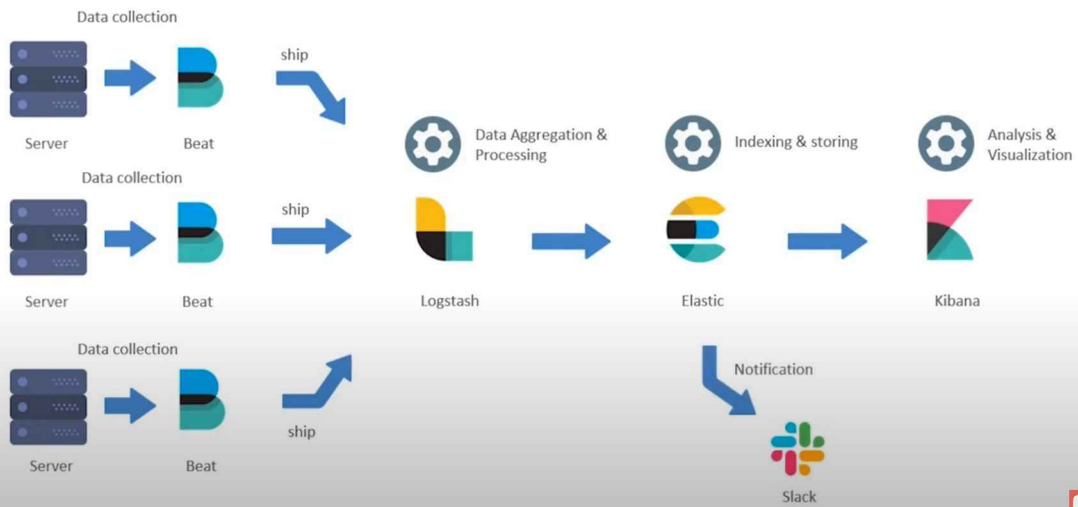 Data collection
ship
Server
Beat
Data Aggregation &
Processing
Indexing & storing
Analysis &
Visualization
Data collection
ship
Server
Beat
Logstash
Elastic
Kibana
Data collection
ship
Server
Beat
Notification
Slack